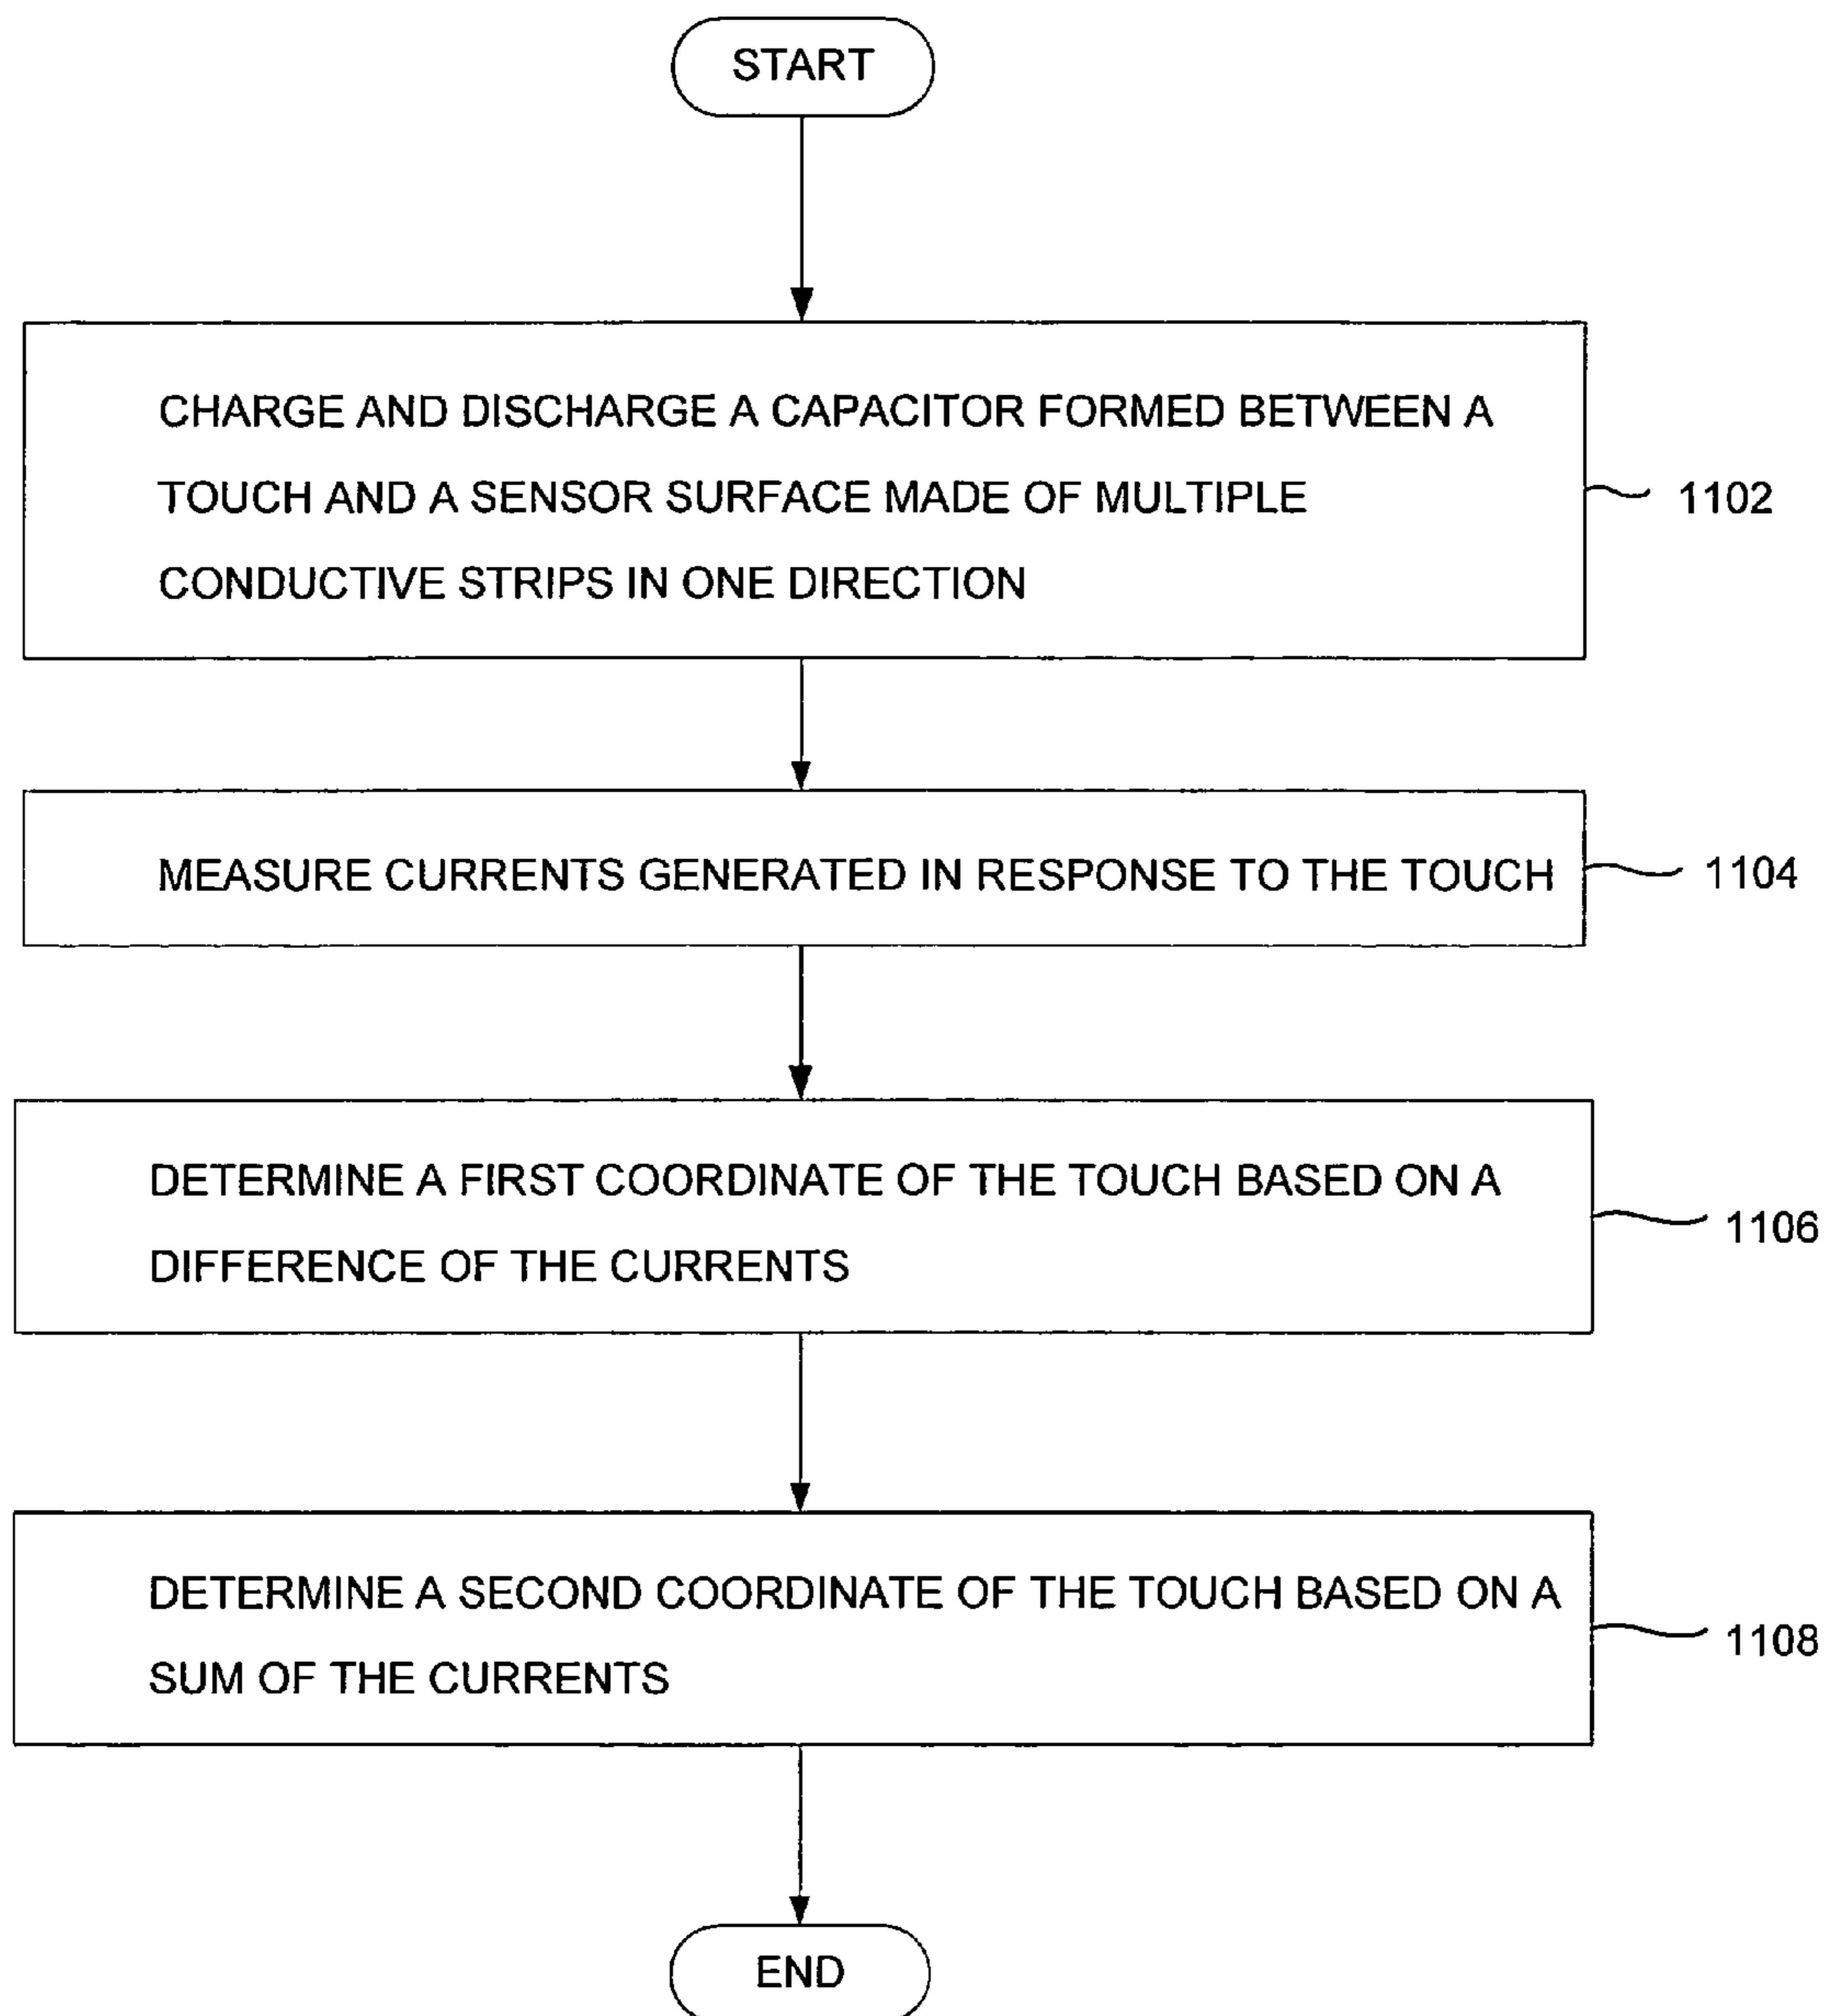 START
CHARGE AND DISCHARGE A CAPACITOR FORMED BETWEEN A
TOUCH AND A SENSOR SURFACE MADE OF MULTIPLE
CONDUCTIVE STRIPS IN ONE DIRECTION
1102
MEASURE CURRENTS GENERATED IN RESPONSE TO THE TOUCH
1104
DETERMINE A FIRST COORDINATE OF THE TOUCH BASED ON A
DIFFERENCE OF THE CURRENTS
1106
DETERMINE A SECOND COORDINATE OF THE TOUCH BASED ON A
SUM OF THE CURRENTS
1108
END